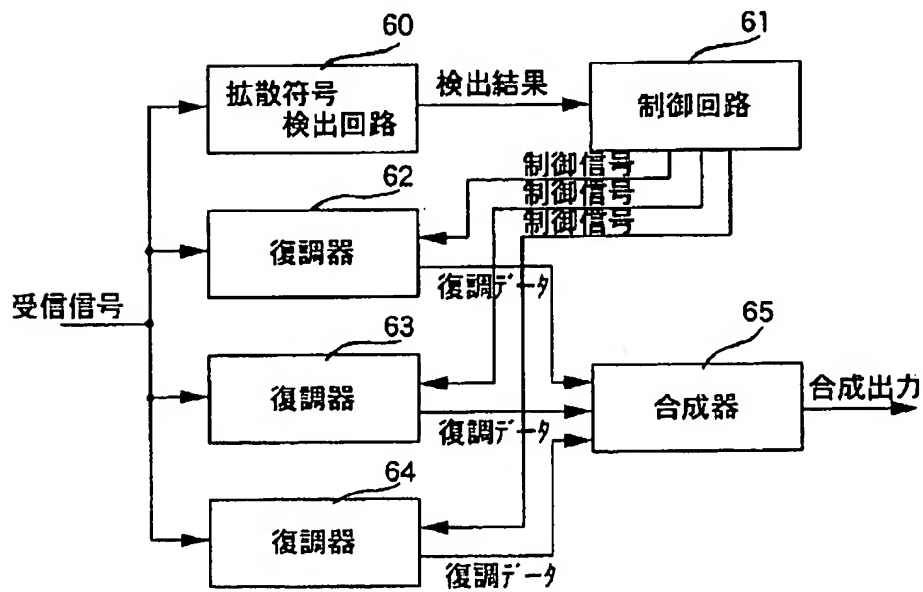 60
61
拡散符号
検出回路
検出結果
制御回路
制御信号
制御信号
制御信号
62
復調器
復調データ
受信信号
63
65
復調器
合成器
合成出力
復調データ
64
復調器
復調データ